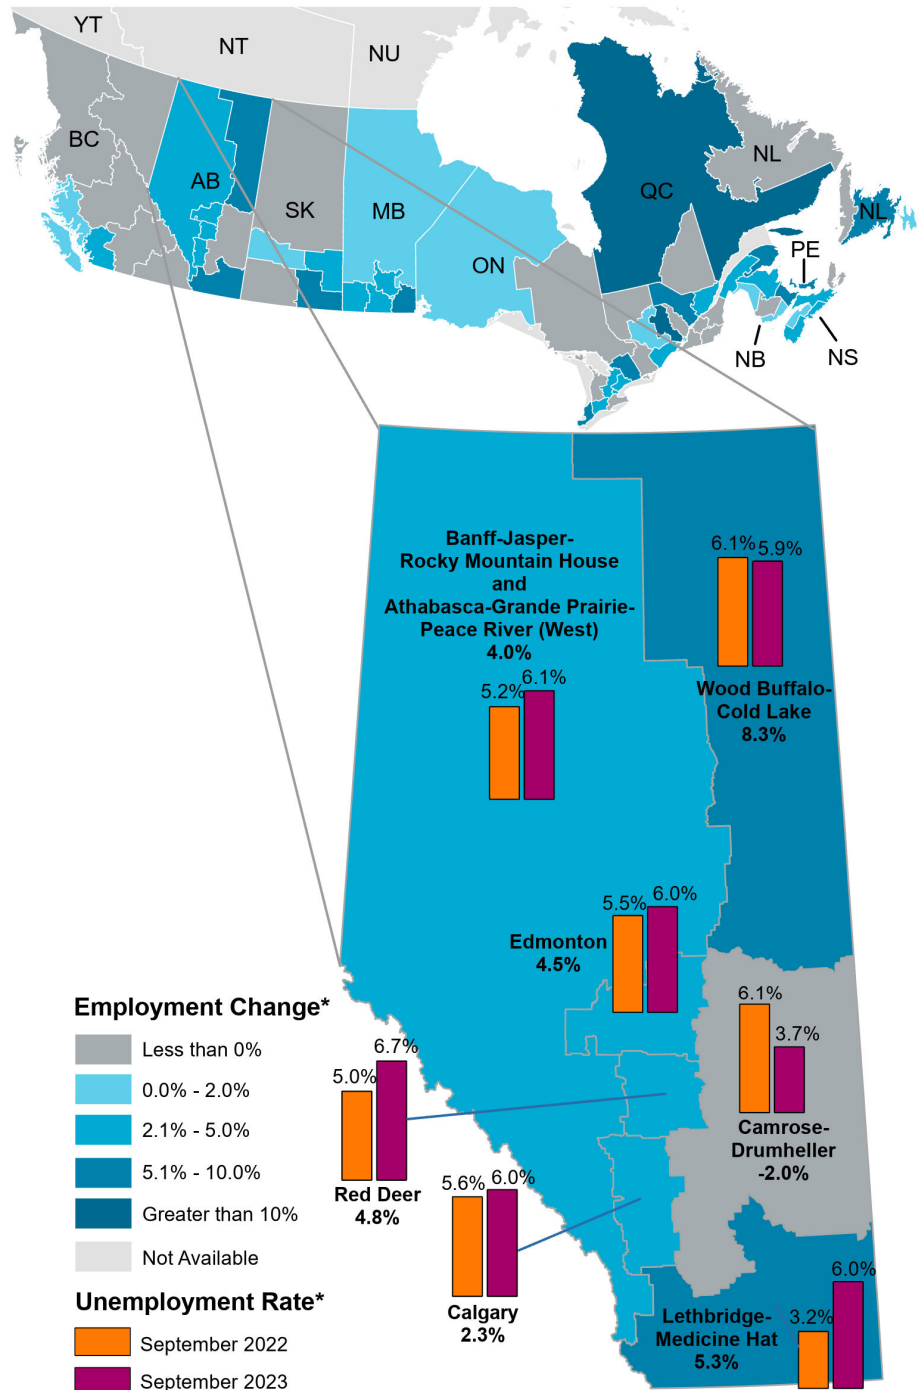 YT
NT
NU
BC
AB
SK
MB
ON
QC
NL
NL
PE
NB
NS
Banff-Jasper-
Rocky Mountain House
and
Athabasca-Grande Prairie-
Peace River (West)
4.0%
5.2%
6.1%
6.1%
5.9%
Wood Buffalo-
Cold Lake
8.3%
Edmonton
4.5%
5.5%
6.0%
6.1%
3.7%
Camrose-
Drumheller
-2.0%
5.0%
6.7%
Red Deer
4.8%
5.6%
6.0%
Calgary
2.3%
Lethbridge-
Medicine Hat
5.3%
3.2%
6.0%
Employment Change*
Less than 0%
0.0% - 2.0%
2.1% - 5.0%
5.1% - 10.0%
Greater than 10%
Not Available
Unemployment Rate*
September 2022
September 2023